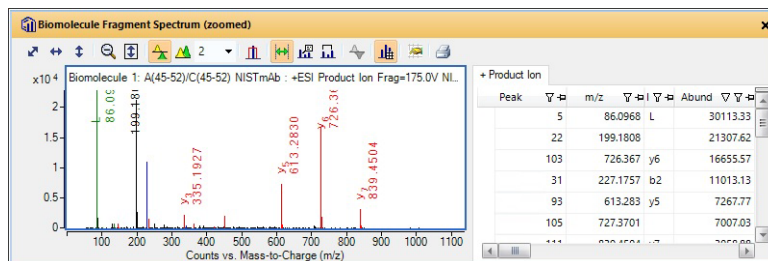 Biomolecule Fragment Spectrum (zoomed)
2
x10 4
Biomolecule 1: A(45-52)/C(45-52) NISTmAb : +ESI Product Ion Frag=175.0V NI...
2
1.5
1
0.5
0
L
86.09
199.180
y3
335.1927
y5
613.2830
y6
726.36
y7
839.4504
100 200 300 400 500 600 700 800 900 1000 1100
Counts vs. Mass-to-Charge (m/z)
+ Product Ion
Peak m/z I Abund
5 86.0968 L 30113.33
22 199.1808 21307.62
103 726.367 y6 16655.57
31 227.1757 b2 11013.13
93 613.283 y5 7267.77
105 727.3701 7007.03